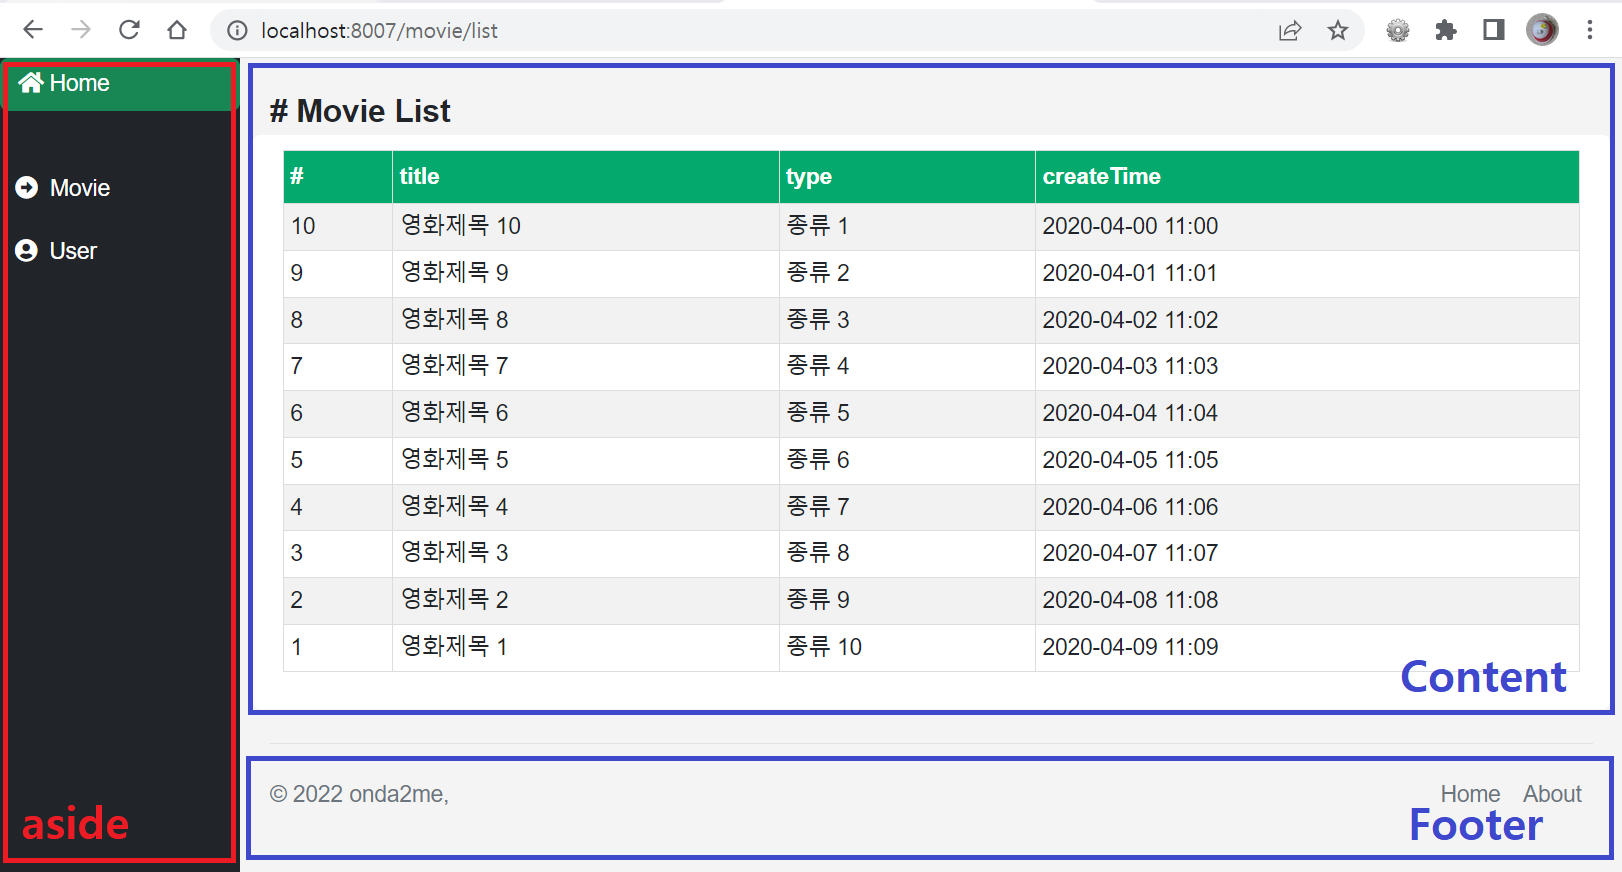 localhost:8007/movie/list
Home
Movie
User
aside
# Movie List
# title type createTime
10 영화제목 10 종류 1 2020-04-00 11:00
9 영화제목 9 종류 2 2020-04-01 11:01
8 영화제목 8 종류 3 2020-04-02 11:02
7 영화제목 7 종류 4 2020-04-03 11:03
6 영화제목 6 종류 5 2020-04-04 11:04
5 영화제목 5 종류 6 2020-04-05 11:05
4 영화제목 4 종류 7 2020-04-06 11:06
3 영화제목 3 종류 8 2020-04-07 11:07
2 영화제목 2 종류 9 2020-04-08 11:08
1 영화제목 1 종류 10 2020-04-09 11:09
Content
© 2022 onda2me, Home About
Footer